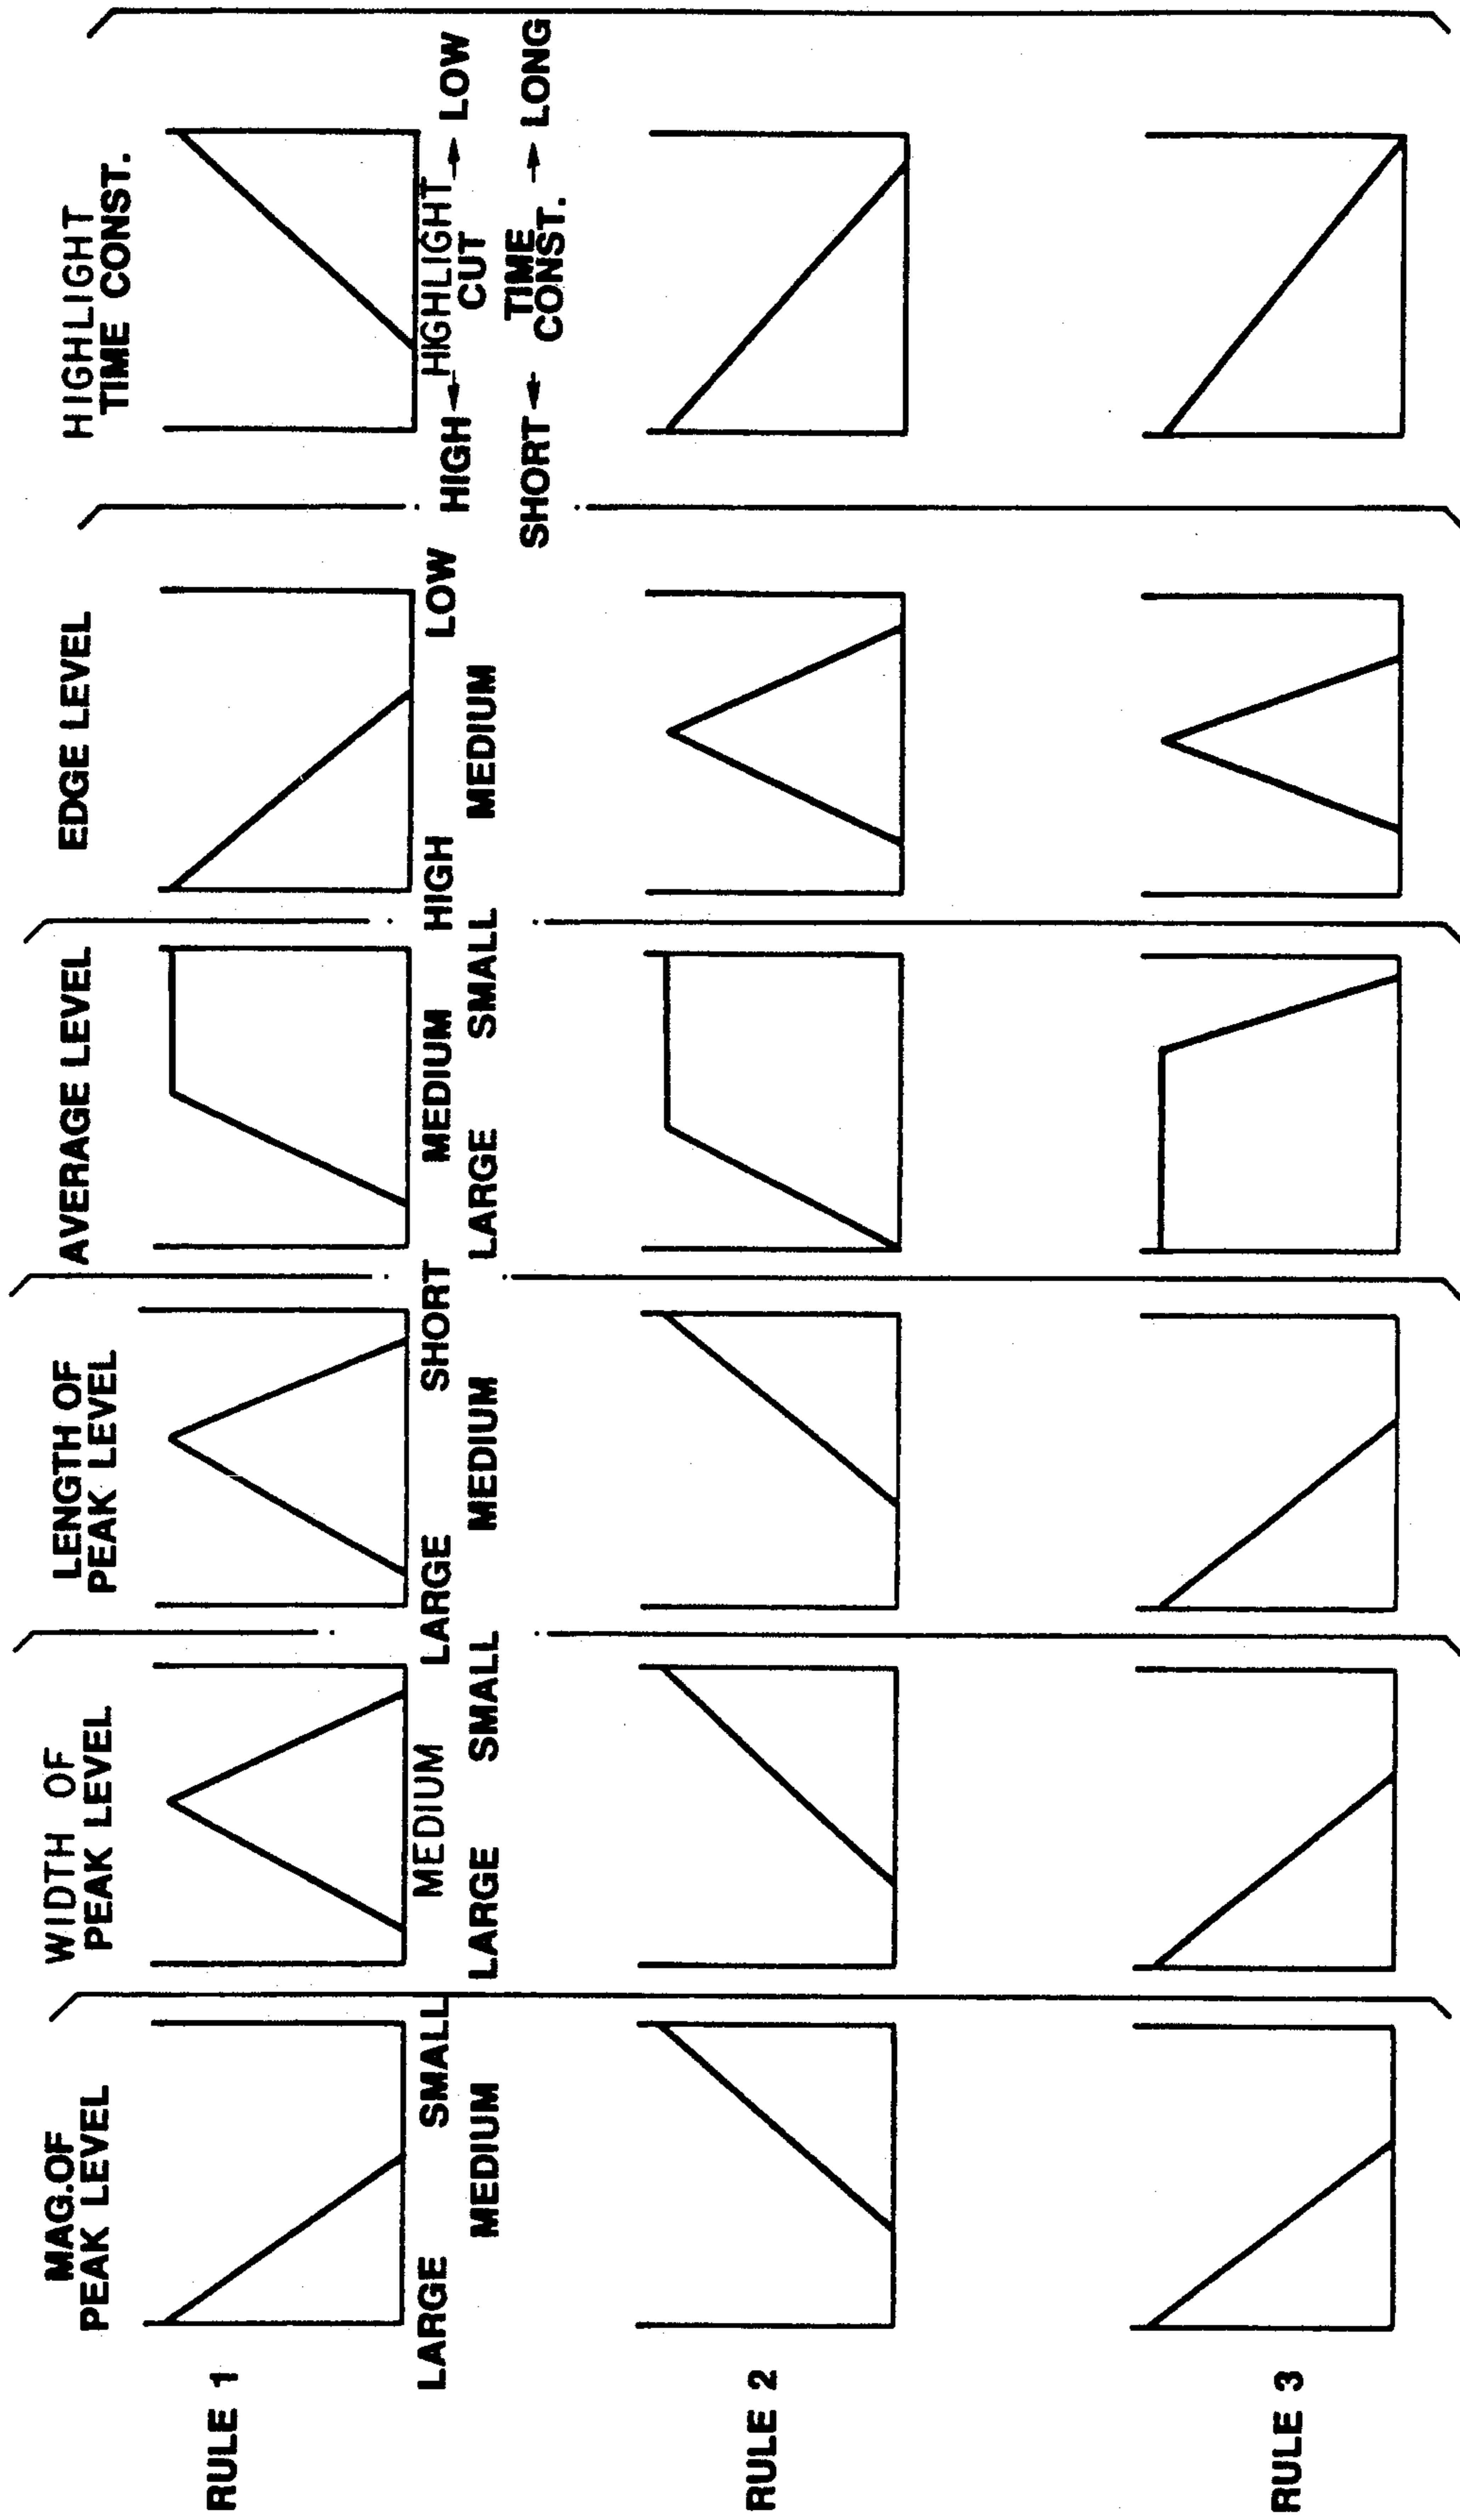 MAG.OF
PEAK LEVEL
WIDTH OF
PEAK LEVEL
LENGTH OF
PEAK LEVEL
AVERAGE LEVEL
EDGE LEVEL
HIGHLIGHT
TIME CONST.
RULE 1
LARGE SMALL MEDIUM LARGE SHORT MEDIUM HIGH LOW HIGH ← HIGHLIGHT → LOW
CUT
MEDIUM LARGE SMALL MEDIUM LARGE SMALL MEDIUM
SHORT ← TIME → LONG
CONST.
RULE 2
RULE 3